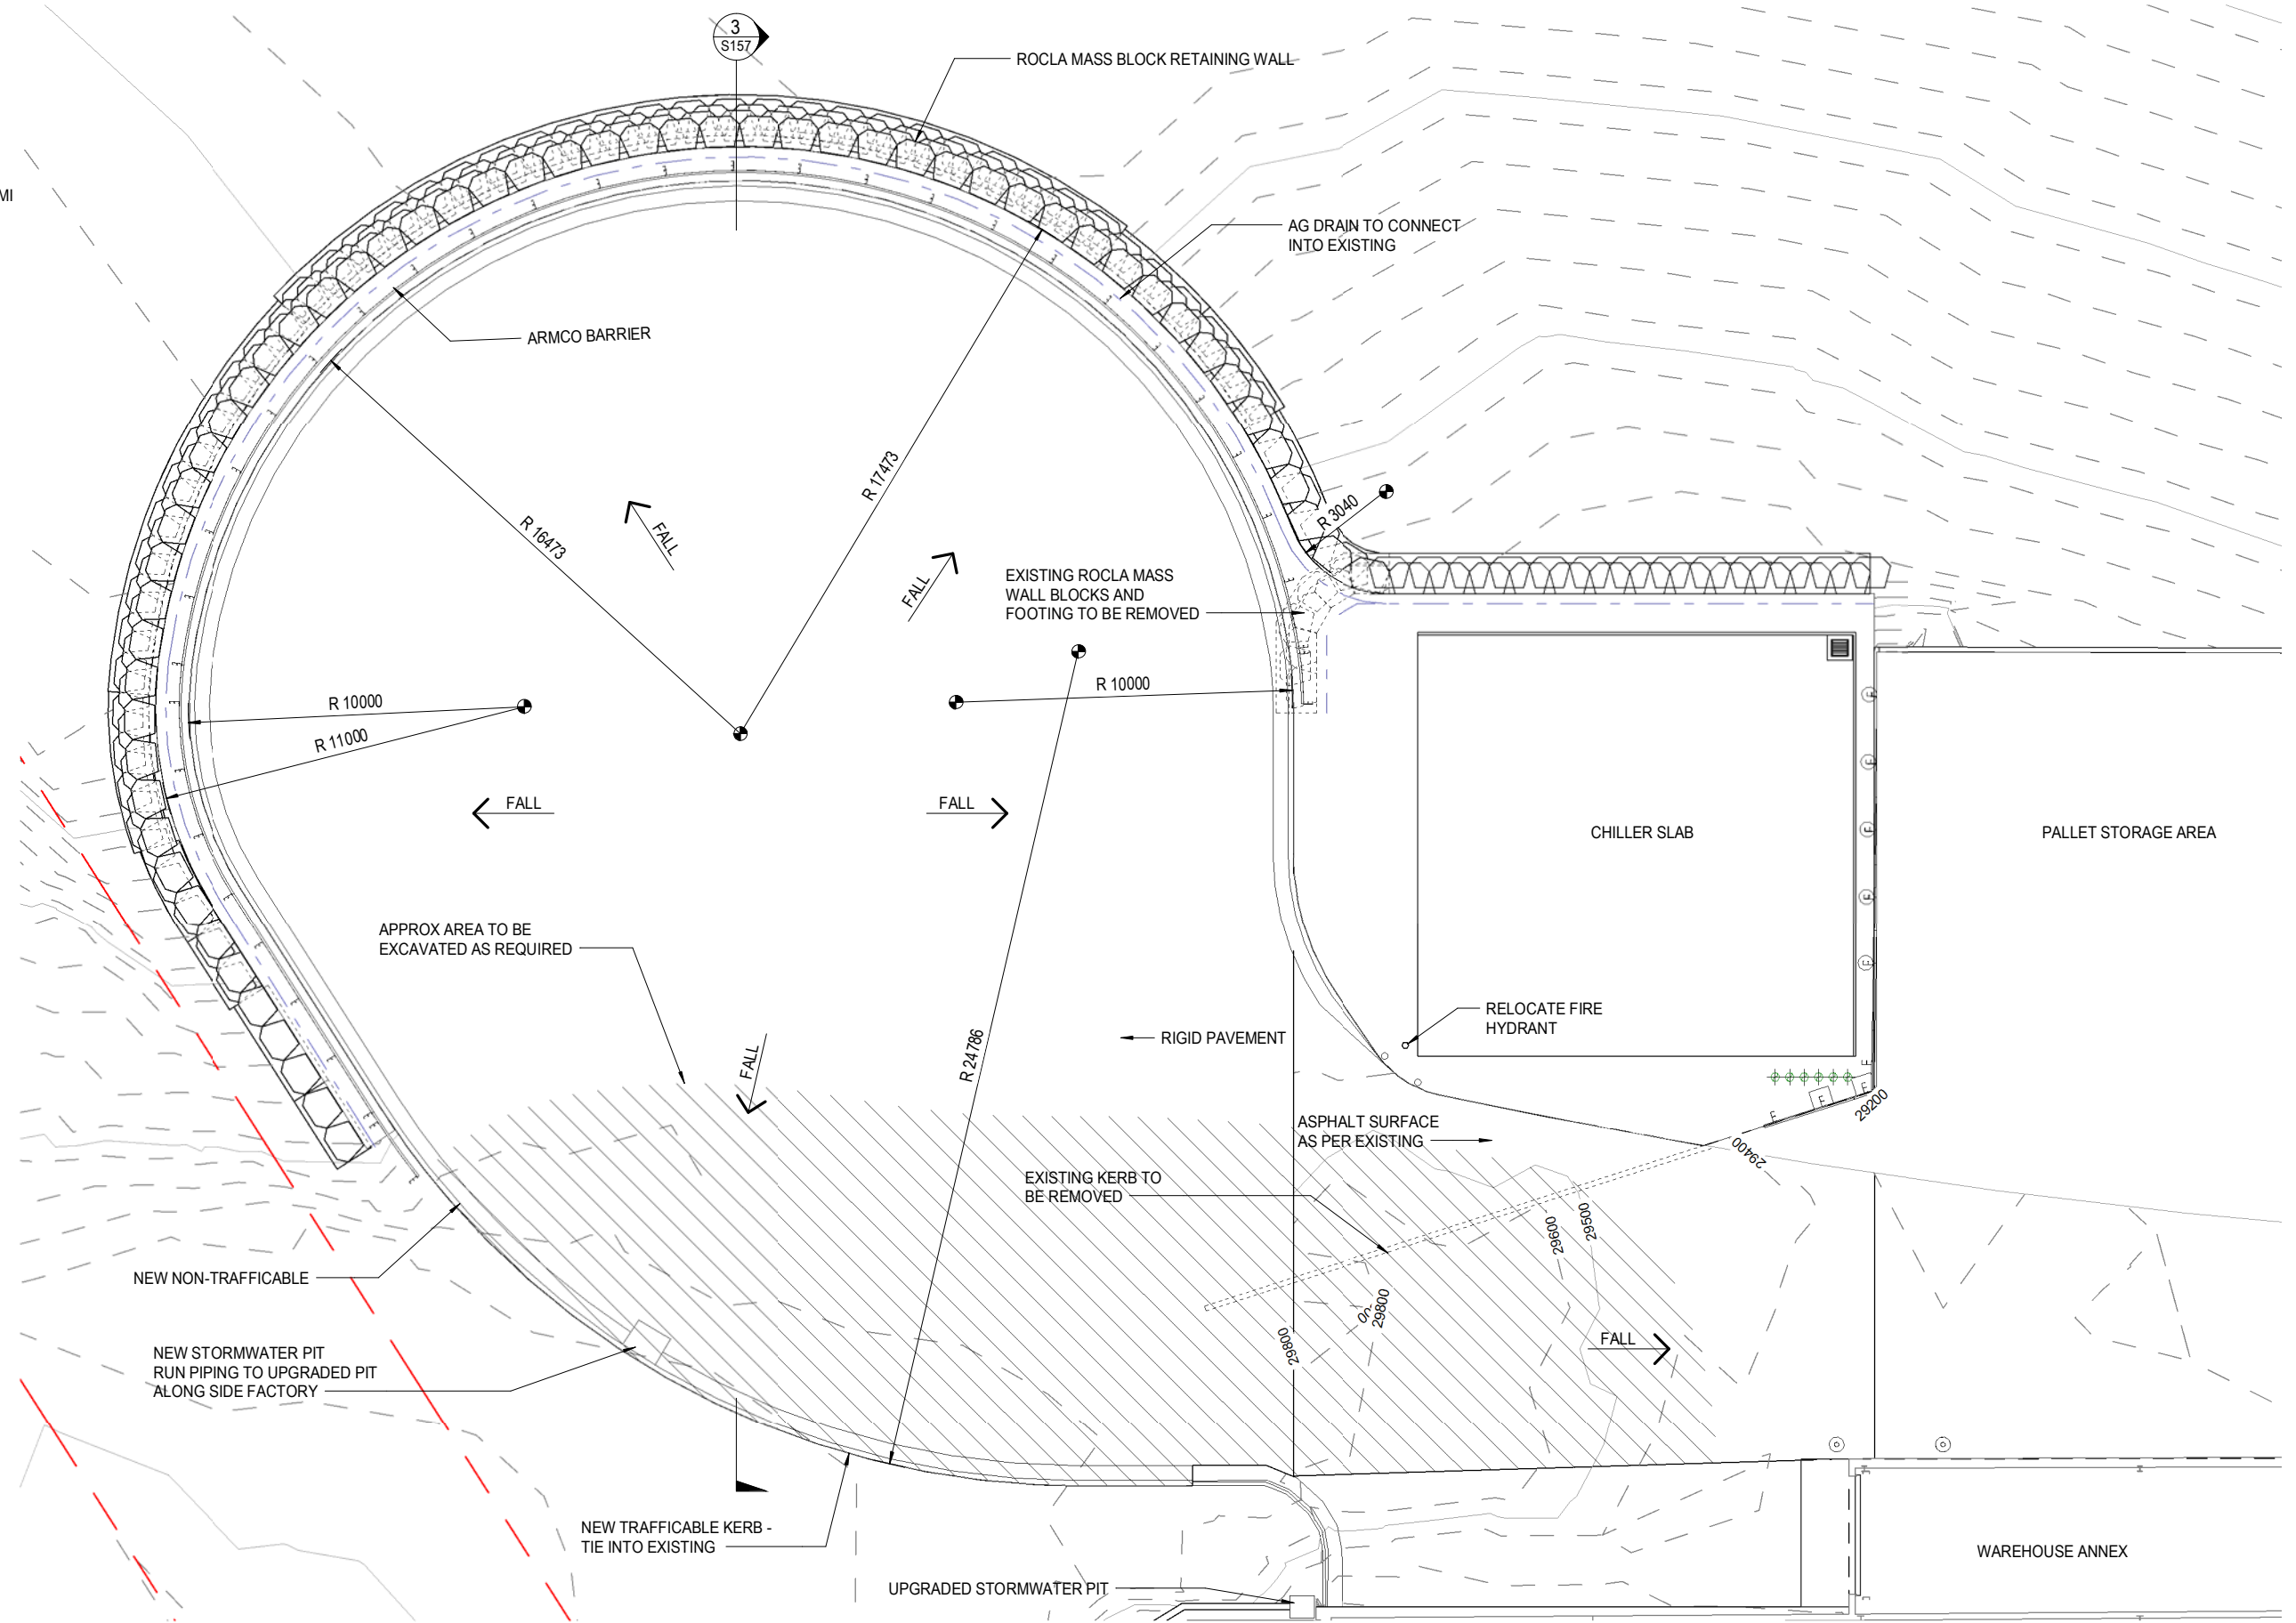 3
S157
ROCLA MASS BLOCK RETAINING WALL
MI
AG DRAIN TO CONNECT
INTO EXISTING
ARMCO BARRIER
R 17473
R 16473
R 3040
FALL
FALL
EXISTING ROCLA MASS
WALL BLOCKS AND
FOOTING TO BE REMOVED
R 10000
R 10000
R 11000
FALL
FALL
CHILLER SLAB
PALLET STORAGE AREA
APPROX AREA TO BE
EXCAVATED AS REQUIRED
RELOCATE FIRE
HYDRANT
RIGID PAVEMENT
FALL
R 24786
29200
ASPHALT SURFACE
AS PER EXISTING
29400
EXISTING KERB TO
BE REMOVED
29600
29500
NEW NON-TRAFFICABLE
29800
29800
FALL
NEW STORMWATER PIT
RUN PIPING TO UPGRADED PIT
ALONG SIDE FACTORY
NEW TRAFFICABLE KERB -
TIE INTO EXISTING
WAREHOUSE ANNEX
UPGRADED STORMWATER PIT